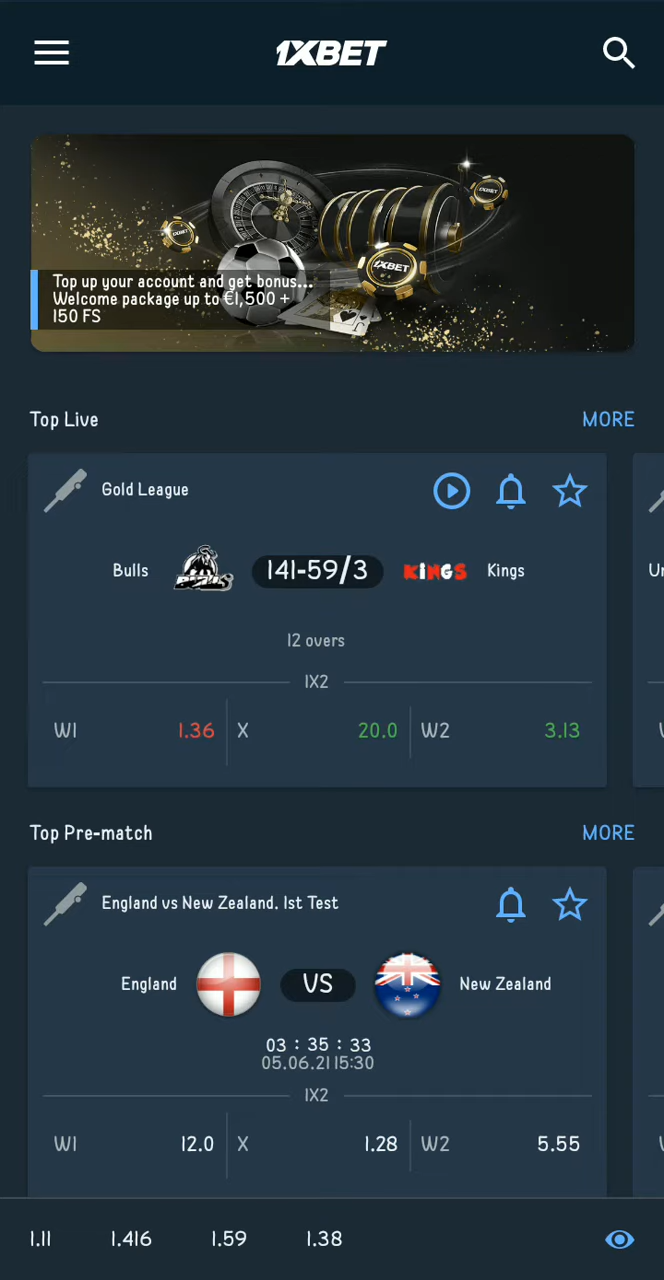 1XBET
1XBET
1XBET
Top up your account and get bonus...
Welcome package up to €1,500 +
150 FS
Top Live
MORE
Gold League
Bulls
BULLS
141-59/3
KINGS
Kings
12 overs
1X2
W1
1.36
X
20.0
W2
3.13
Top Pre-match
MORE
England vs New Zealand. 1st Test
England
VS
New Zealand
03 : 35 : 33
05.06.21 15:30
1X2
W1
12.0
X
1.28
W2
5.55
1.11 1.416 1.59 1.38